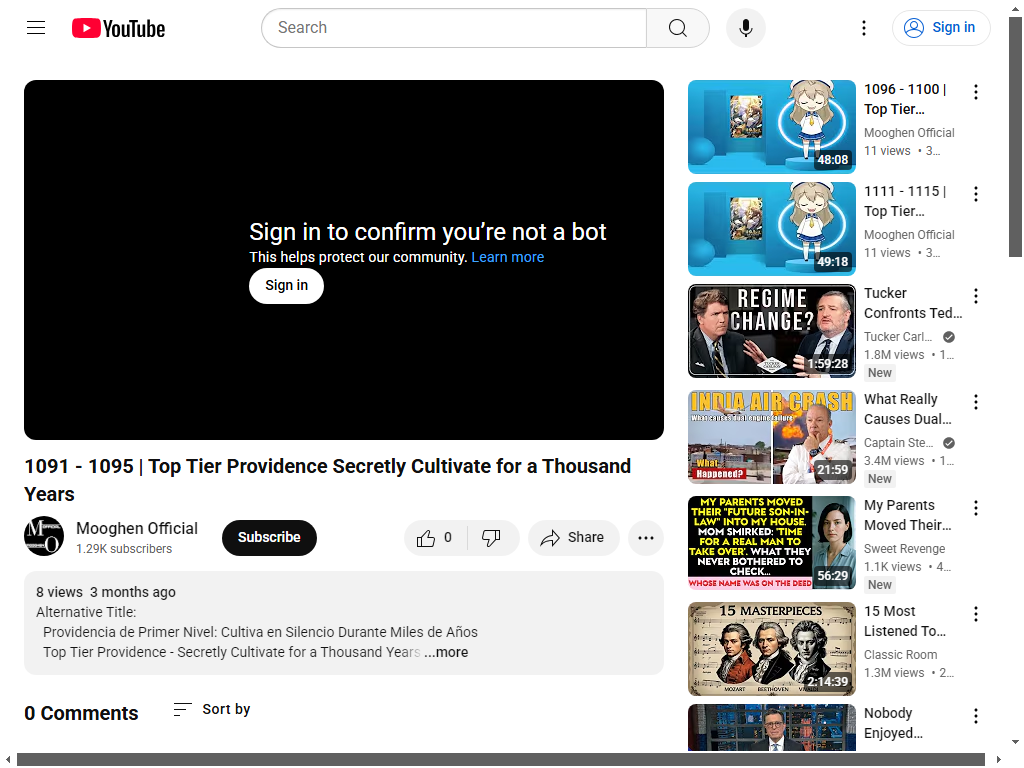 YouTube
Search
Sign in
Sign in to confirm you're not a bot
This helps protect our community. Learn more
Sign in
1091 - 1095 | Top Tier Providence Secretly Cultivate for a Thousand
Years
Mooghen Official
1.29K subscribers
Subscribe
0
Share
8 views 3 months ago
Alternative Title:
Providencia de Primer Nivel: Cultiva en Silencio Durante Miles de Años
Top Tier Providence - Secretly Cultivate for a Thousand Years ...more
0 Comments
Sort by
48:08
1096 - 1100 |
Top Tier...
Mooghen Official
11 views • 3...
49:18
1111 - 1115 |
Top Tier...
Mooghen Official
11 views • 3...
REGIME
CHANGE?
1:59:28
Tucker
Confronts Ted...
Tucker Carl...
1.8M views • 1...
New
INDIA AIR CRASH
What causes dual engine failure
What
Happened?
21:59
What Really
Causes Dual...
Captain Ste...
3.4M views • 1...
New
MY PARENTS MOVED
THEIR "FUTURE SON-IN-
LAW" INTO MY HOUSE.
MOM SMIRKED: 'TIME
FOR A REAL MAN TO
TAKE OVER'. WHAT THEY
NEVER BOTHERED TO
CHECK...
WHOSE NAME WAS ON THE DEED
56:29
My Parents
Moved Their...
Sweet Revenge
1.1K views • 4...
New
15 MASTERPIECES
MOZART BEETHOVEN VIVALDI
2:14:39
15 Most
Listened To...
Classic Room
1.3M views • 2...
Nobody
Enjoyed...